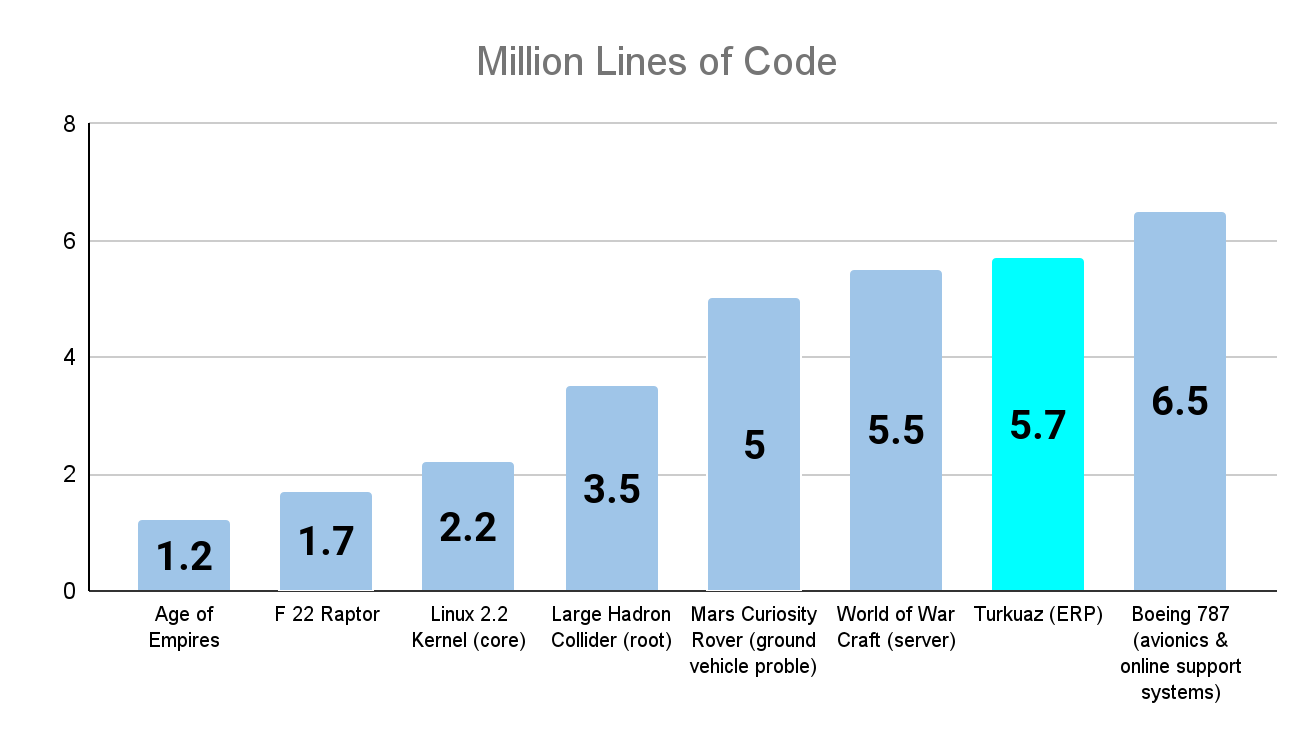 Million Lines of Code
8
6
4
2
0
1.2
1.7
2.2
3.5
5
5.5
5.7
6.5
Age of
Empires
F 22 Raptor
Linux 2.2
Kernel (core)
Large Hadron
Collider (root)
Mars Curiosity
Rover (ground
vehicle proble)
World of War
Craft (server)
Turkuaz (ERP)
Boeing 787
(avionics &
online support
systems)